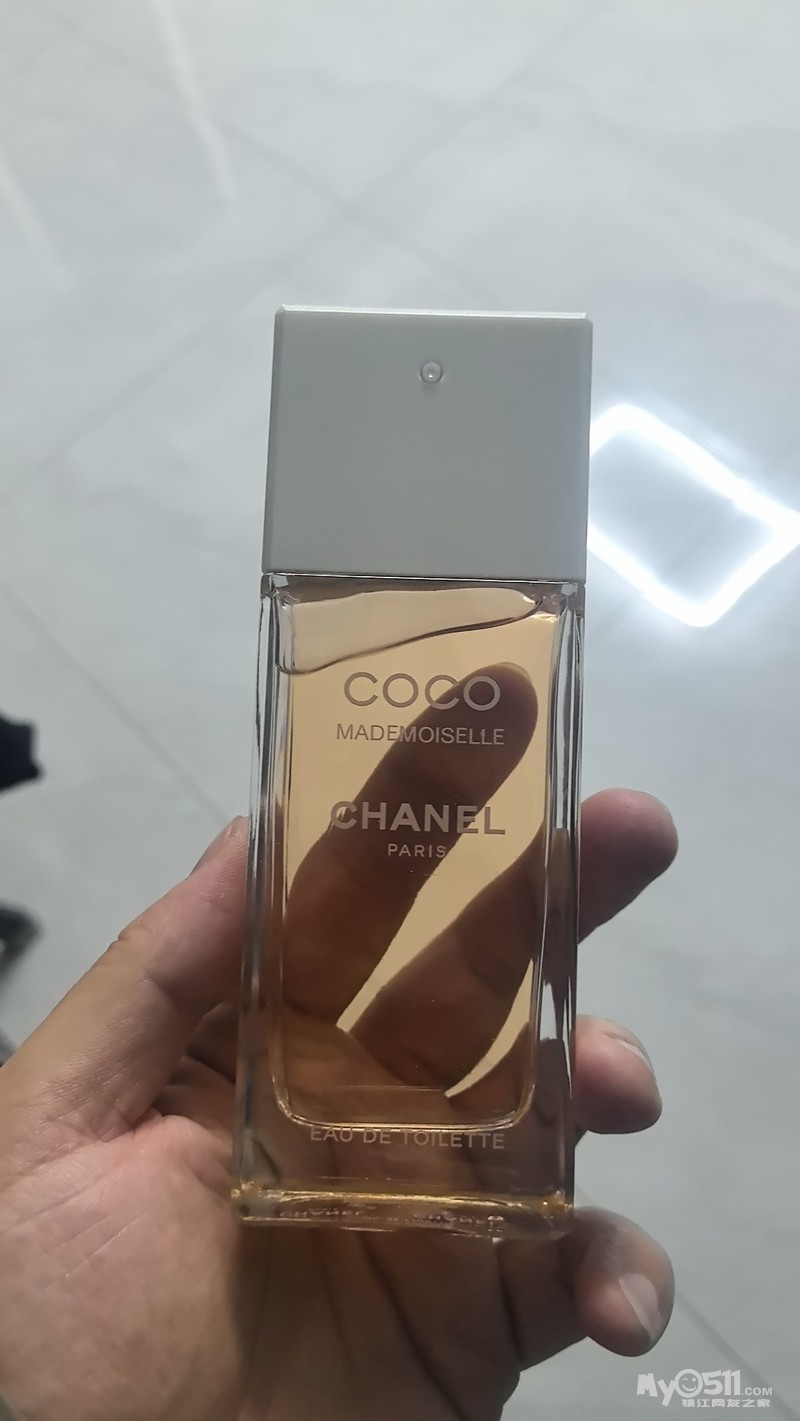 COCO
MADEMOISELLE
CHANEL
PARIS
EAU DE TOILETTE
My0511.COM
镇江网友之家